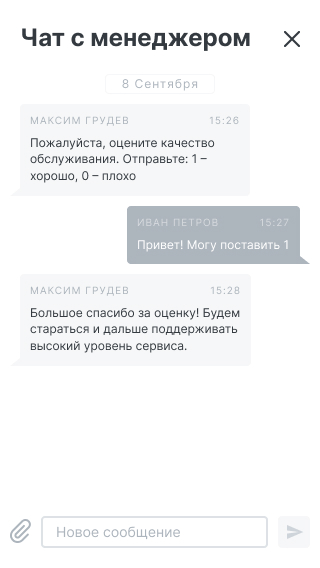 Чат с менеджером
8 Сентября
МАКСИМ ГРУДЕВ 15:26
Пожалуйста, оцените качество
обслуживания. Отправьте: 1 –
хорошо, 0 – плохо
ИВАН ПЕТРОВ 15:27
Привет! Могу поставить 1
МАКСИМ ГРУДЕВ 15:28
Большое спасибо за оценку! Будем
стараться и дальше поддерживать
высокий уровень сервиса.
Новое сообщение